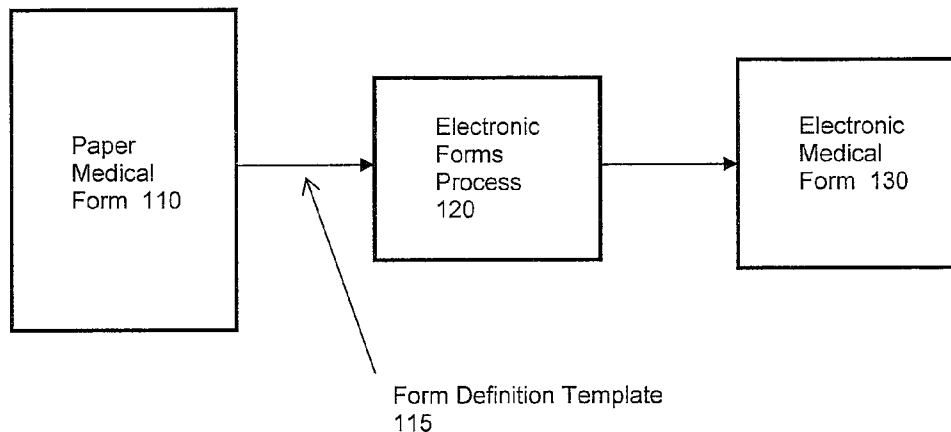 Paper
Medical
Form 110
Electronic
Forms
Process
120
Electronic
Medical
Form 130
Form Definition Template
115